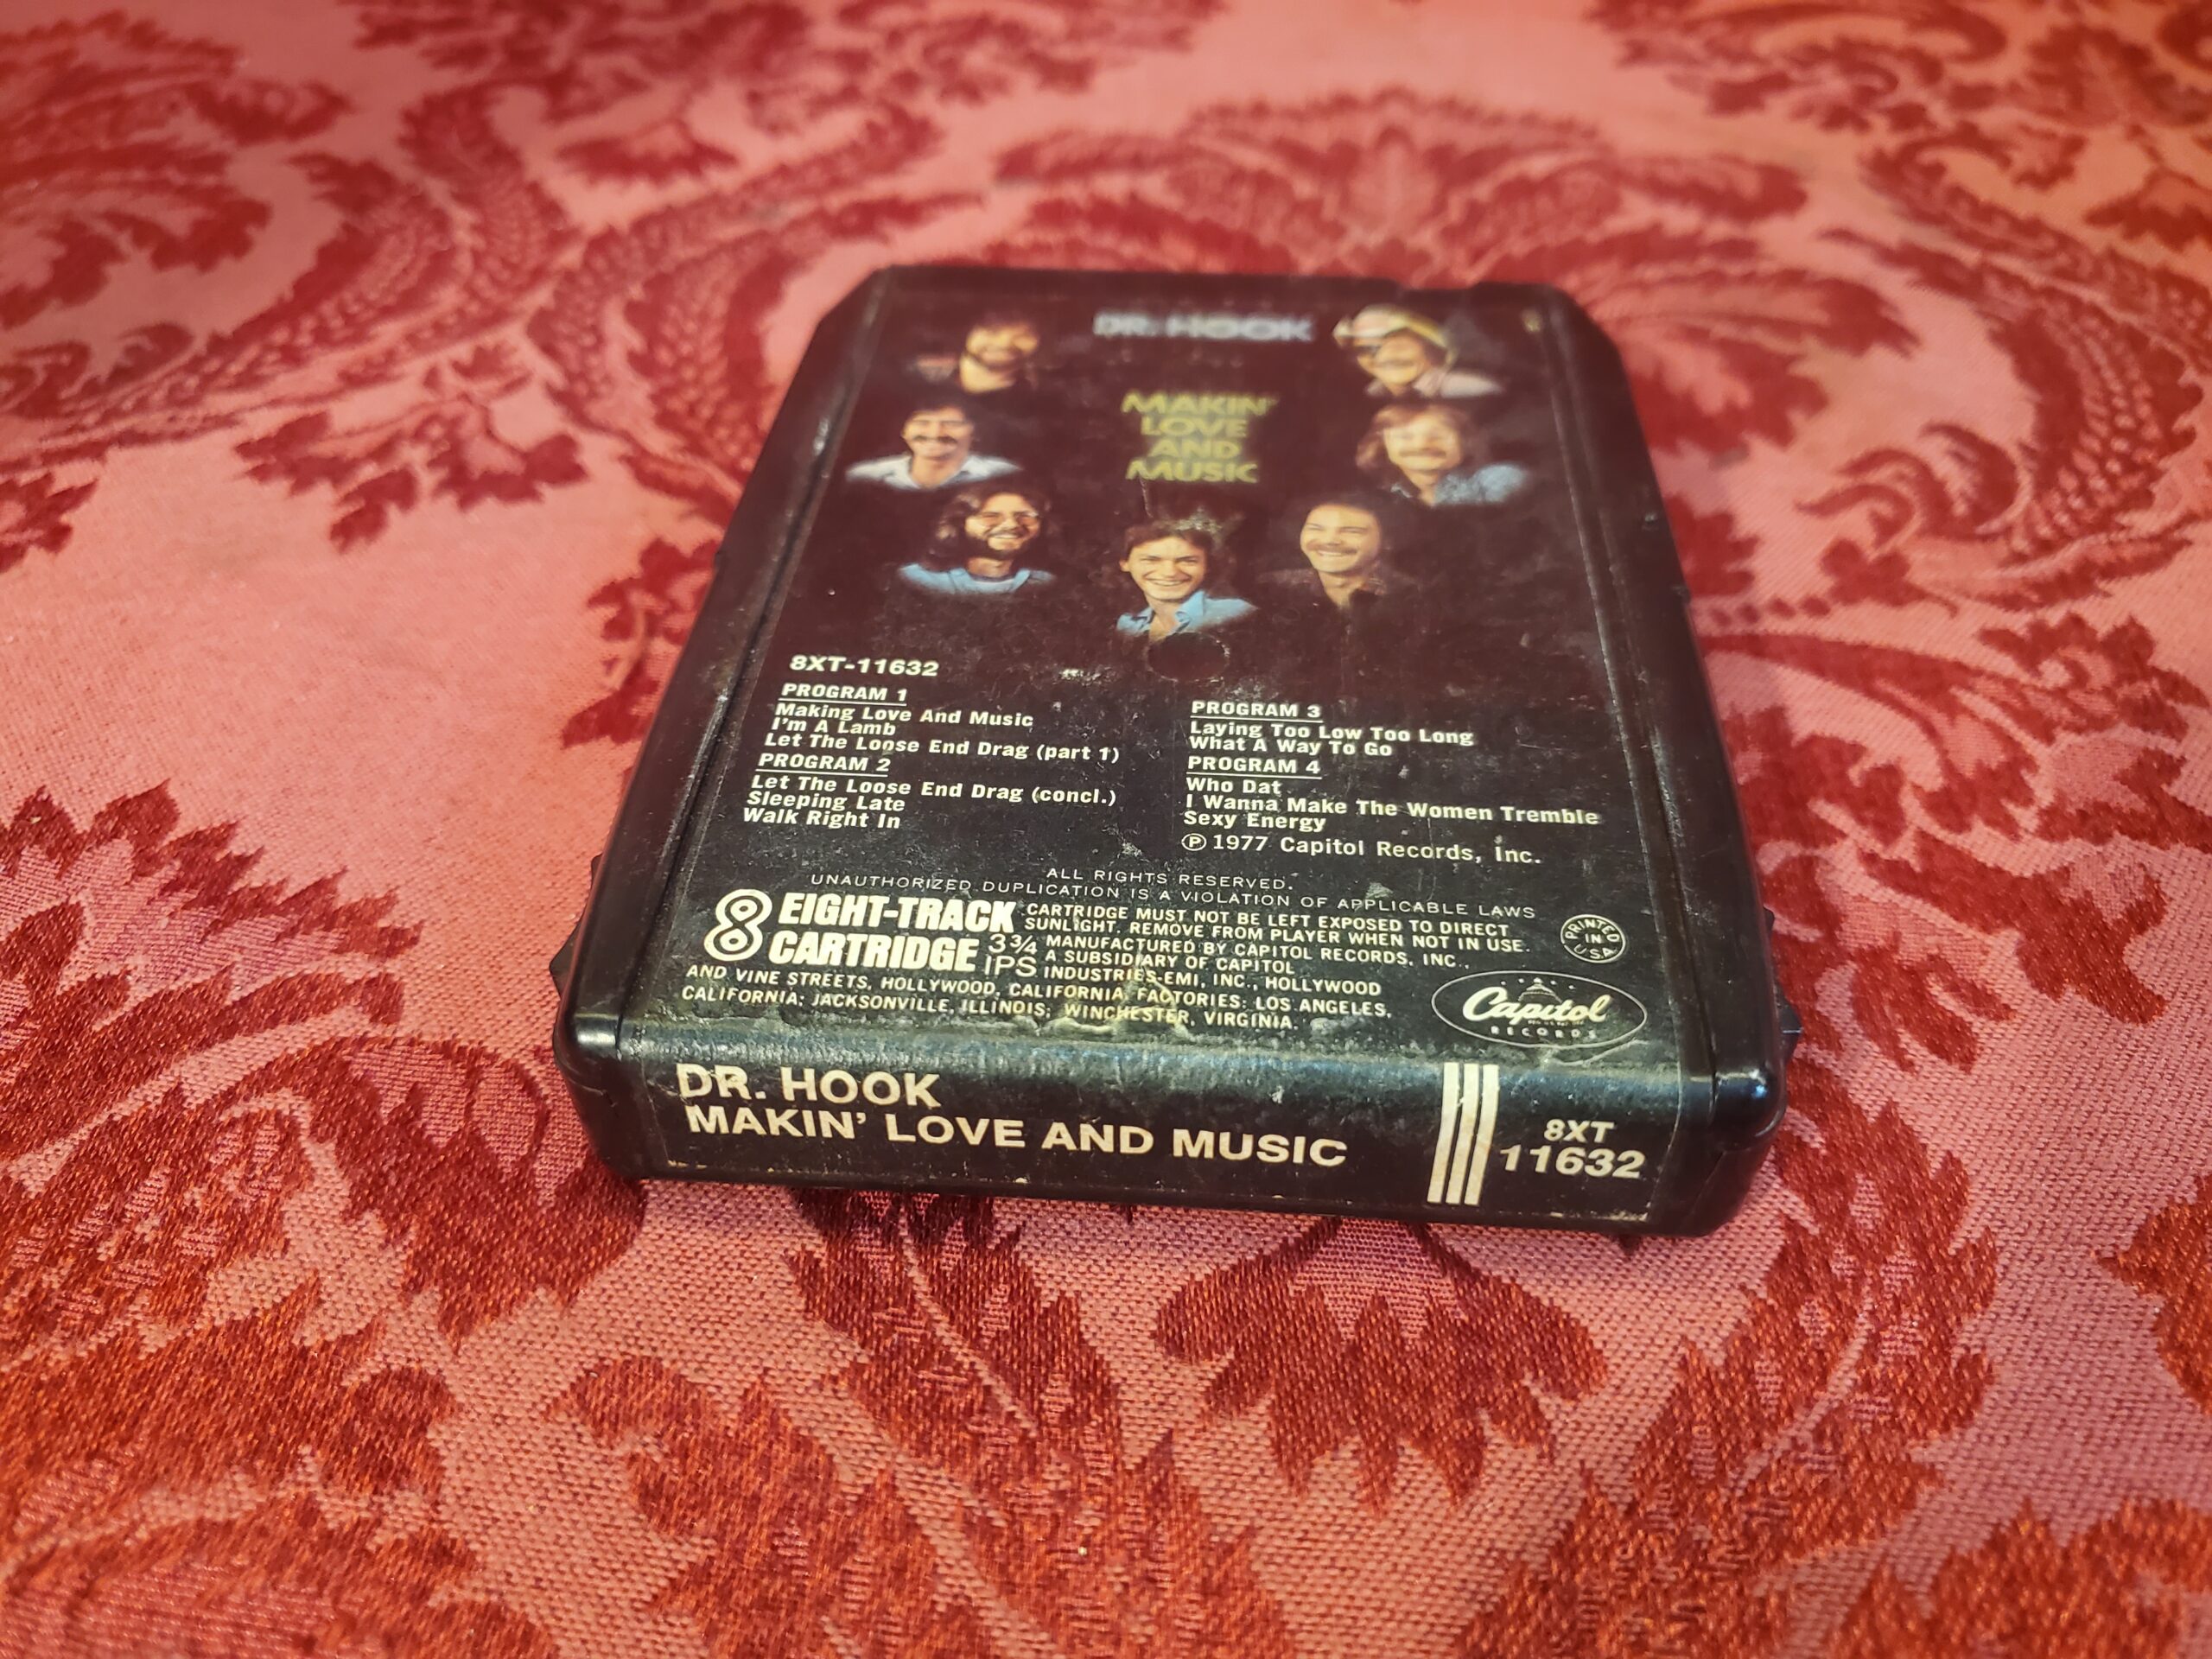 DR. HOOK
MAKIN'
LOVE
AND
MUSIC
8XT-11632
PROGRAM 1
Making Love And Music
I'm A Lamb
Let The Loose End Drag (part 1)
PROGRAM 2
Let The Loose End Drag (concl.)
Sleeping Late
Walk Right In
PROGRAM 3
Laying Too Low Too Long
What A Way To Go
PROGRAM 4
Who Dat
I Wanna Make The Women Tremble
Sexy Energy
℗ 1977 Capitol Records, Inc.
ALL RIGHTS RESERVED.
UNAUTHORIZED DUPLICATION IS A VIOLATION OF APPLICABLE LAWS
8 EIGHT-TRACK
CARTRIDGE
3¾
IPS
CARTRIDGE MUST NOT BE LEFT EXPOSED TO DIRECT
SUNLIGHT. REMOVE FROM PLAYER WHEN NOT IN USE.
MANUFACTURED BY CAPITOL RECORDS, INC.,
A SUBSIDIARY OF CAPITOL
INDUSTRIES-EMI, INC., HOLLYWOOD
AND VINE STREETS, HOLLYWOOD, CALIFORNIA. FACTORIES: LOS ANGELES,
CALIFORNIA; JACKSONVILLE, ILLINOIS; WINCHESTER, VIRGINIA.
PRINTED
IN
U.S.A.
Capitol
RECORDS
DR. HOOK
MAKIN' LOVE AND MUSIC
8XT
11632